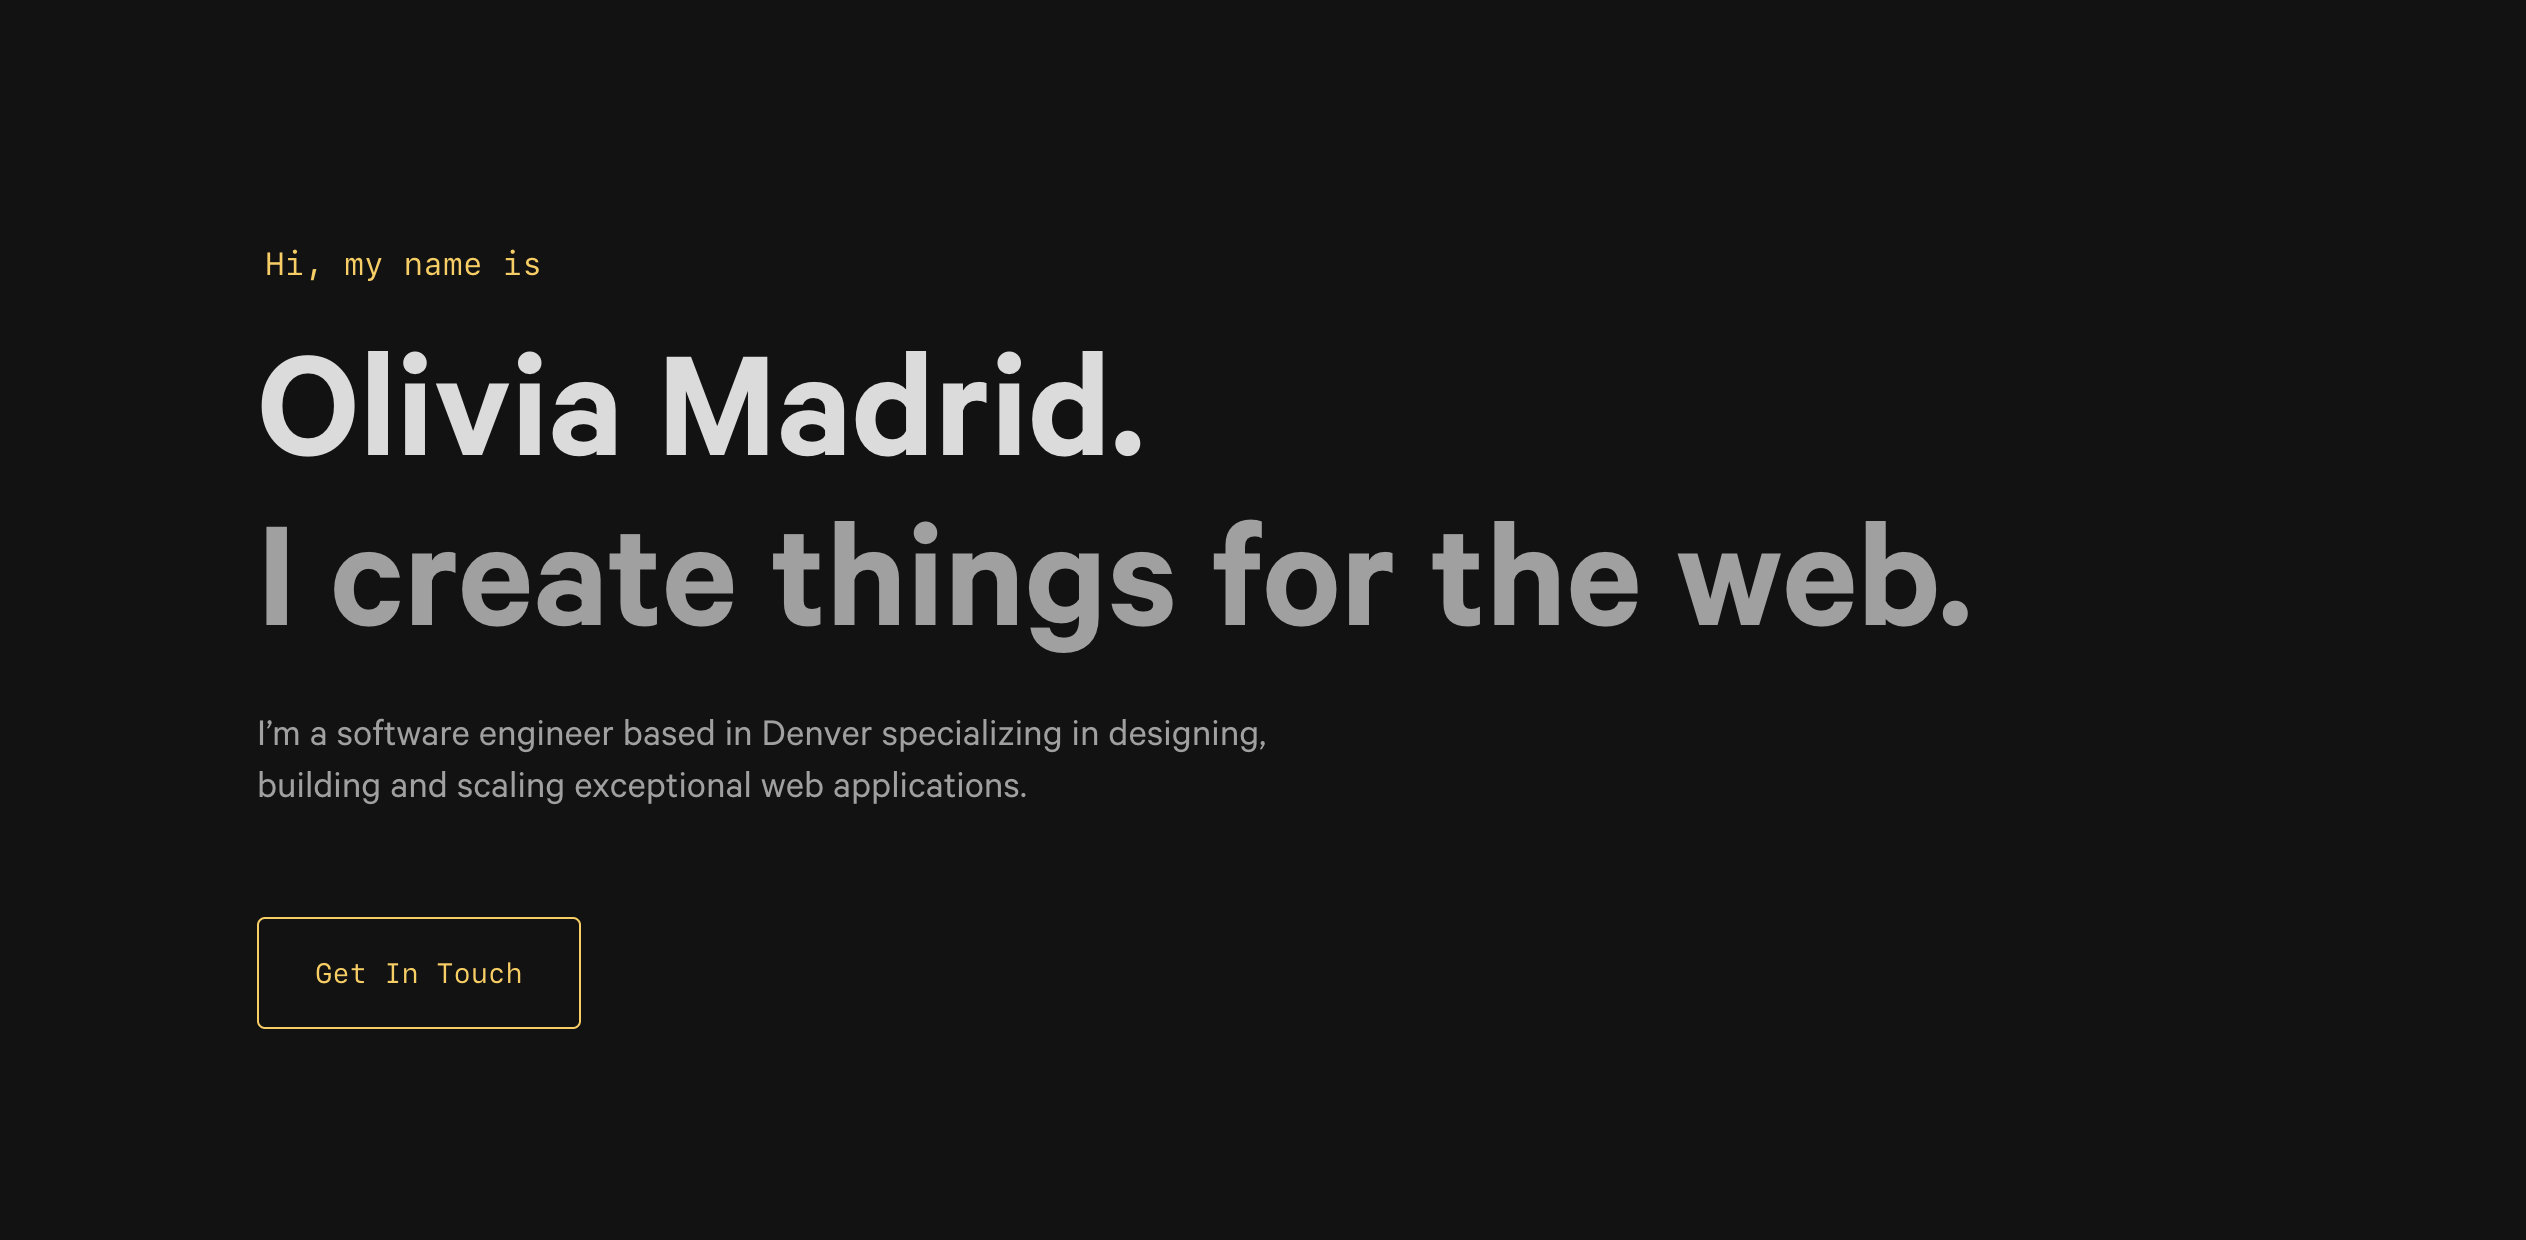 Hi, my name is
Olivia Madrid.
I create things for the web.
I’m a software engineer based in Denver specializing in designing,
building and scaling exceptional web applications.
Get In Touch